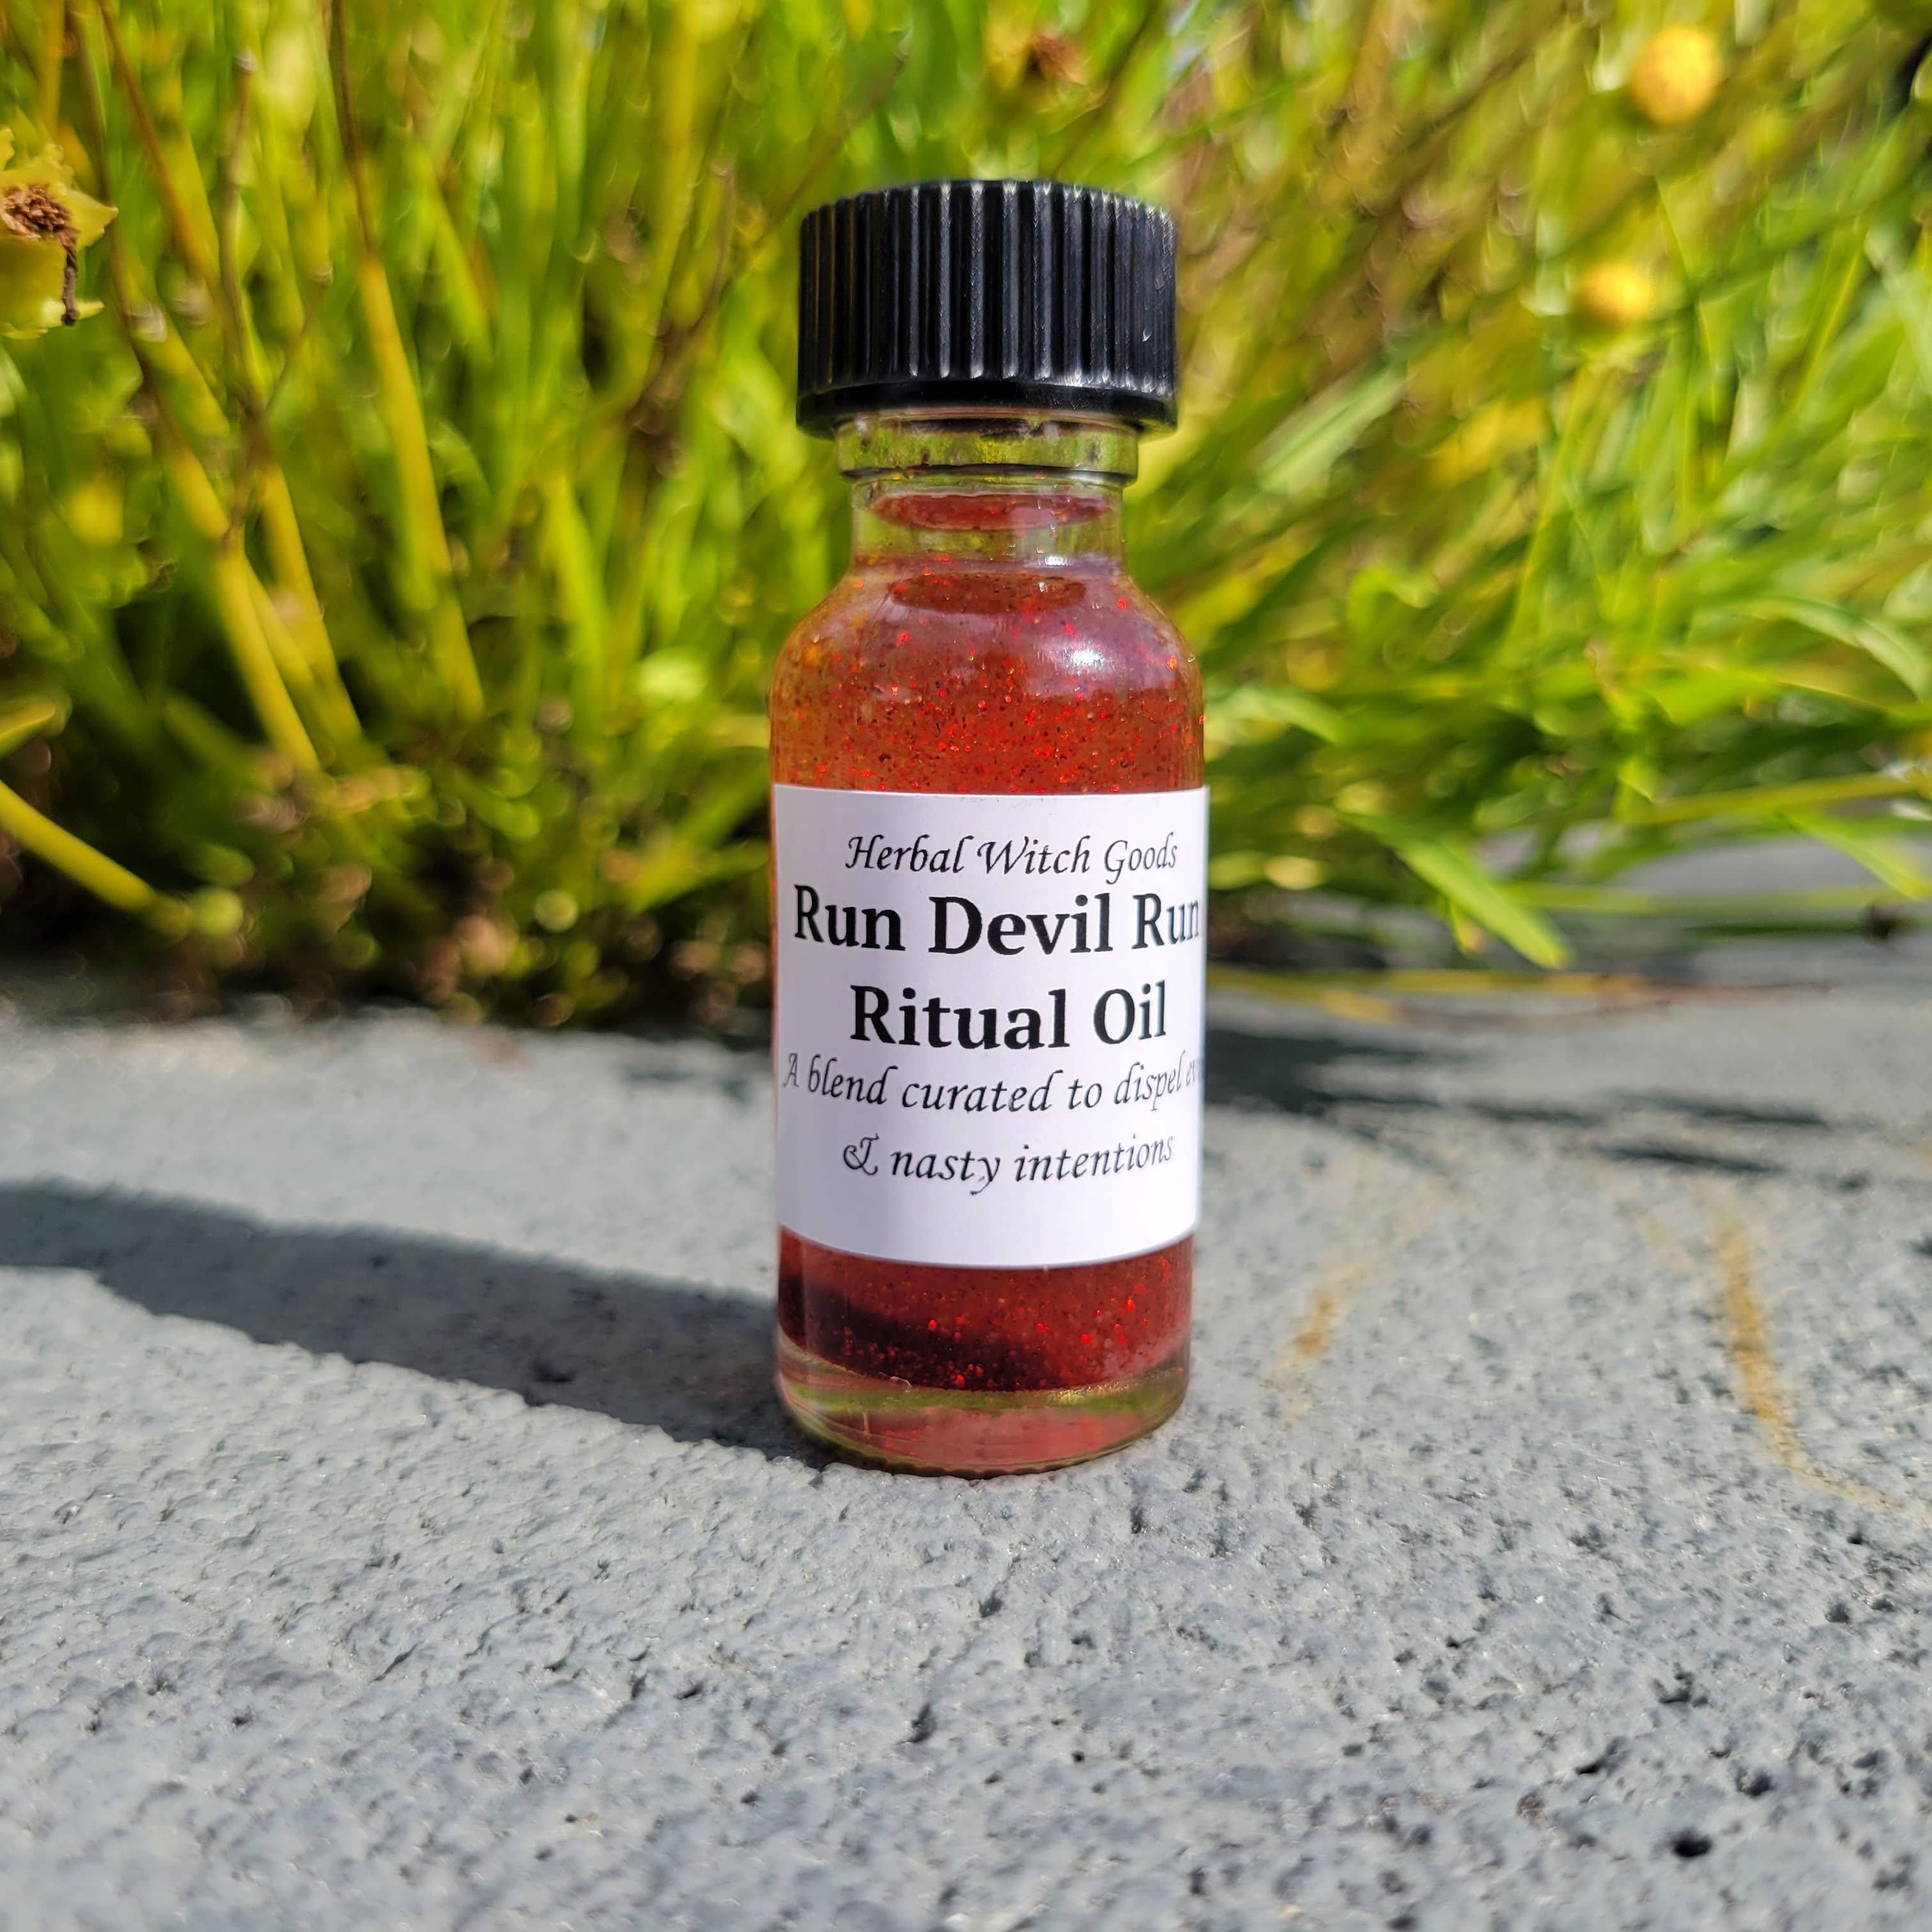 Herbal Witch Goods
Run Devil Run
Ritual Oil
A blend curated to dispel
& nasty intentions